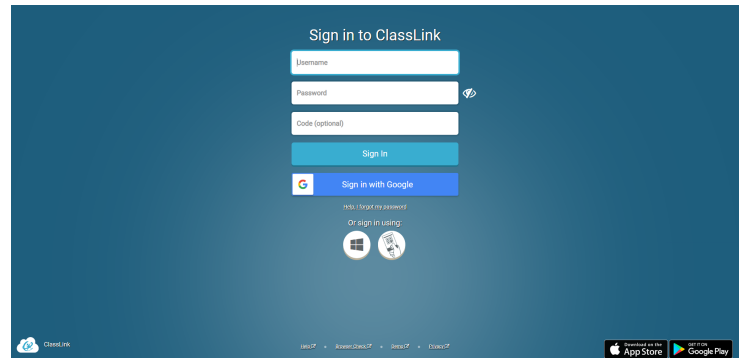 Sign in to ClassLink
Username
Password
Code (optional)
Sign In
G Sign in with Google
Help, I forgot my password
Or sign in using:
ClassLink
Help Browser Check Demo Privacy
Download on the
App Store
GET IT ON
Google Play